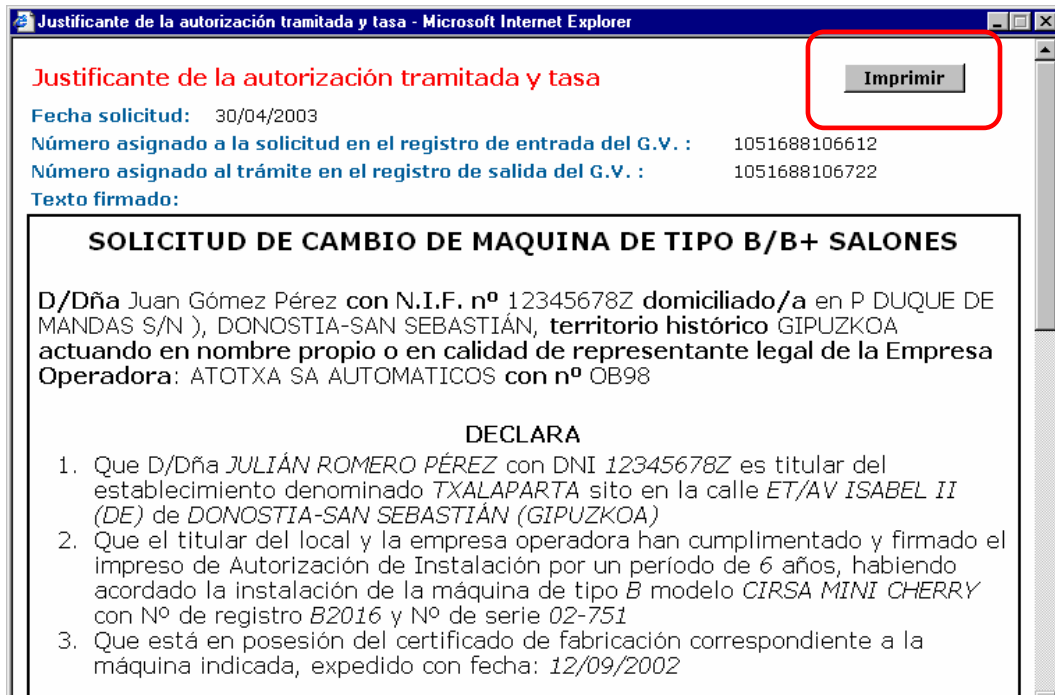 Justificante de la autorización tramitada y tasa - Microsoft Internet Explorer
Justificante de la autorización tramitada y tasa
Imprimir
Fecha solicitud: 30/04/2003
Número asignado a la solicitud en el registro de entrada del G.V. : 1051688106612
Número asignado al trámite en el registro de salida del G.V. : 1051688106722
Texto firmado:
SOLICITUD DE CAMBIO DE MAQUINA DE TIPO B/B+ SALONES
D/Dña Juan Gómez Pérez con N.I.F. nº 12345678Z domiciliado/a en P DUQUE DE
MANDAS S/N ), DONOSTIA-SAN SEBASTIÁN, territorio histórico GIPUZKOA
actuando en nombre propio o en calidad de representante legal de la Empresa
Operadora: ATOTXA SA AUTOMATICOS con nº OB98
DECLARA
1. Que D/Dña JULIÁN ROMERO PÉREZ con DNI 12345678Z es titular del
establecimiento denominado TXALAPARTA sito en la calle ET/AV ISABEL II
(DE) de DONOSTIA-SAN SEBASTIÁN (GIPUZKOA)
2. Que el titular del local y la empresa operadora han cumplimentado y firmado el
impreso de Autorización de Instalación por un período de 6 años, habiendo
acordado la instalación de la máquina de tipo B modelo CIRSA MINI CHERRY
con Nº de registro B2016 y Nº de serie 02-751
3. Que está en posesión del certificado de fabricación correspondiente a la
máquina indicada, expedido con fecha: 12/09/2002